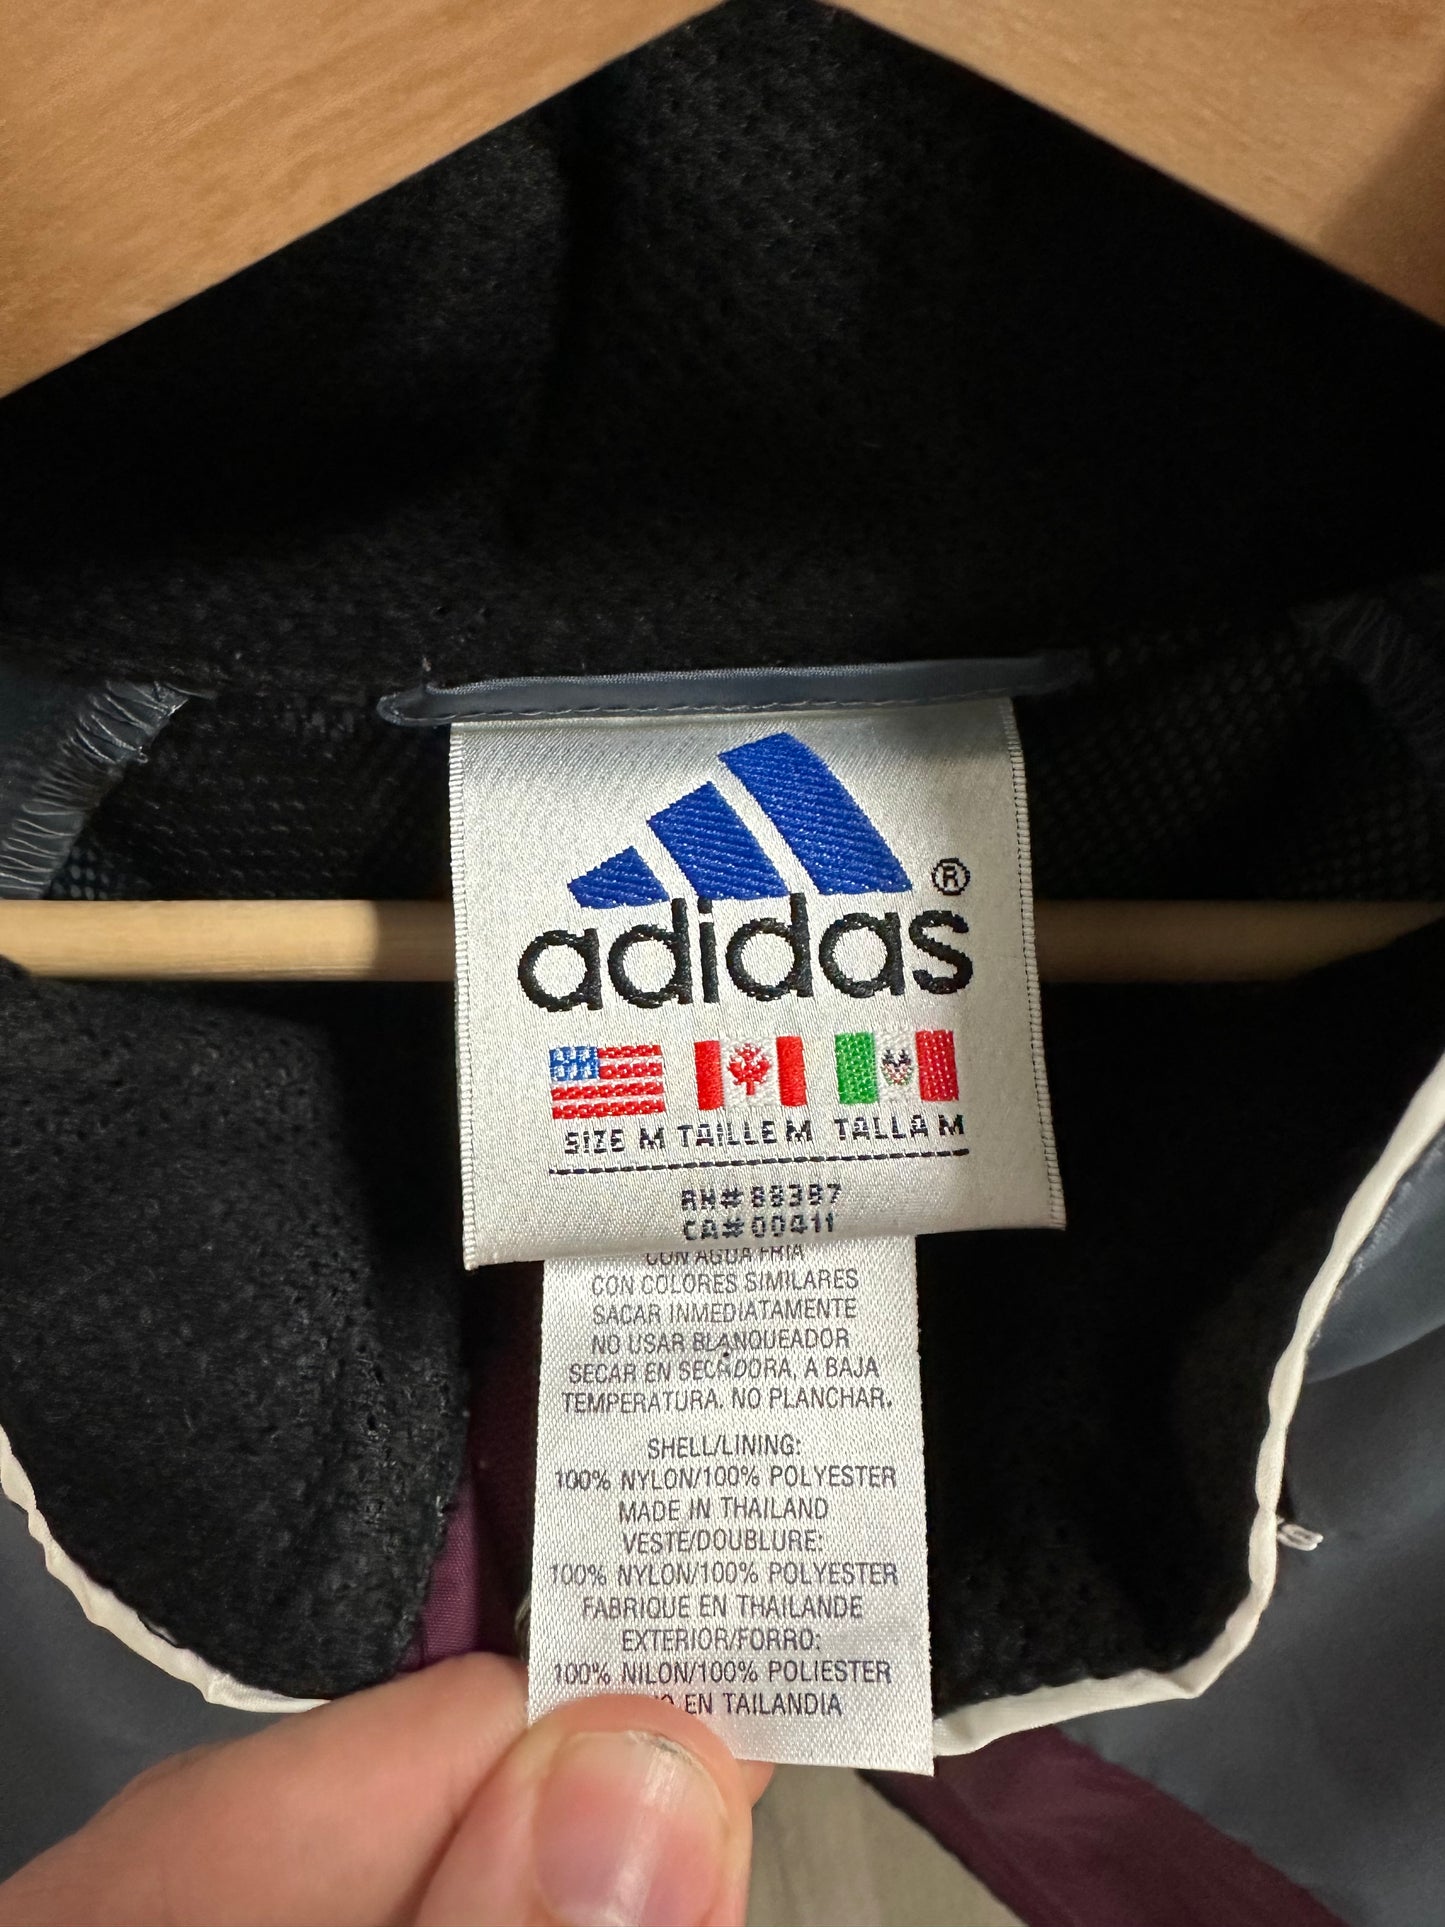 ®
adidas
SIZE M TAILLE M TALLA M
RN# 88387
CA# 00411
CON AGUA FRIA
CON COLORES SIMILARES
SACAR INMEDIATAMENTE
NO USAR BLANQUEADOR
SECAR EN SECADORA, A BAJA
TEMPERATURA. NO PLANCHAR.
SHELL/LINING:
100% NYLON/100% POLYESTER
MADE IN THAILAND
VESTE/DOUBLURE:
100% NYLON/100% POLYESTER
FABRIQUE EN THAILANDE
EXTERIOR/FORRO:
100% NILON/100% POLIESTER
EN TAILANDIA